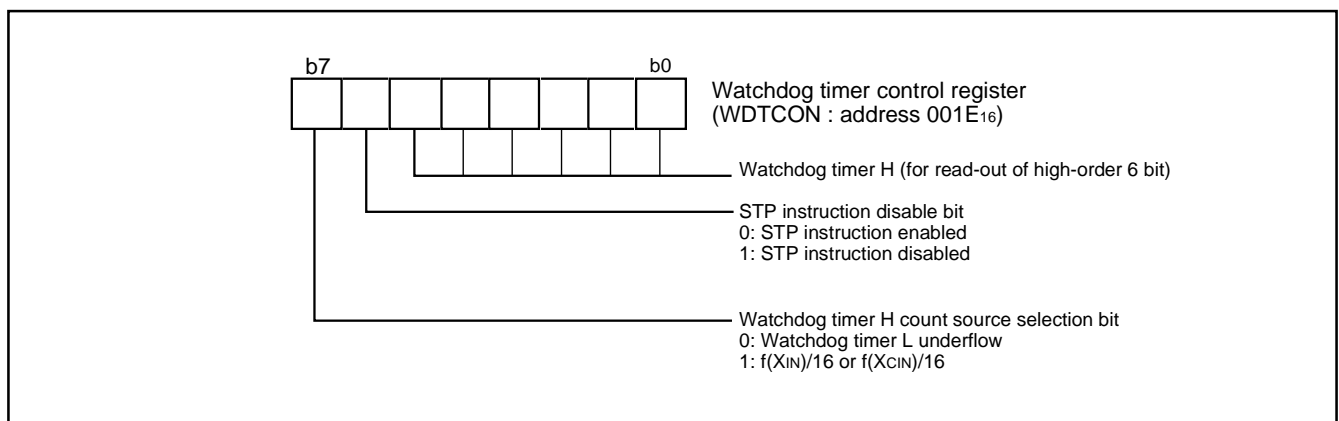 b7
b0
Watchdog timer control register
(WDTCON : address 001E16)
Watchdog timer H (for read-out of high-order 6 bit)
STP instruction disable bit
0: STP instruction enabled
1: STP instruction disabled
Watchdog timer H count source selection bit
0: Watchdog timer L underflow
1: f(XIN)/16 or f(XCIN)/16